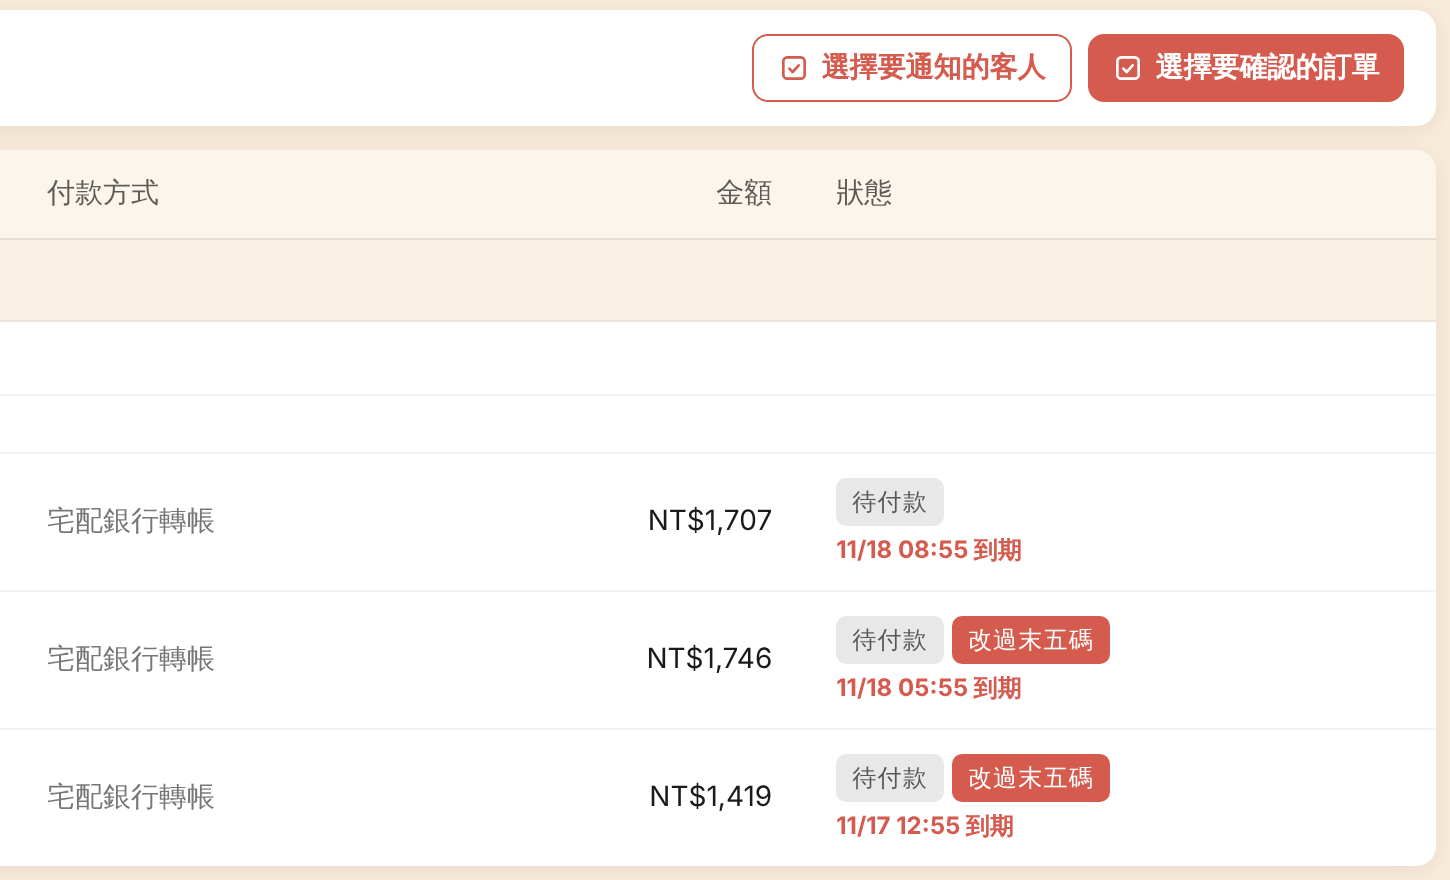 選擇要通知的客人 選擇要確認的訂單
付款方式 金額 狀態
宅配銀行轉帳 NT$1,707 待付款
11/18 08:55 到期
宅配銀行轉帳 NT$1,746 待付款 改過末五碼
11/18 05:55 到期
宅配銀行轉帳 NT$1,419 待付款 改過末五碼
11/17 12:55 到期